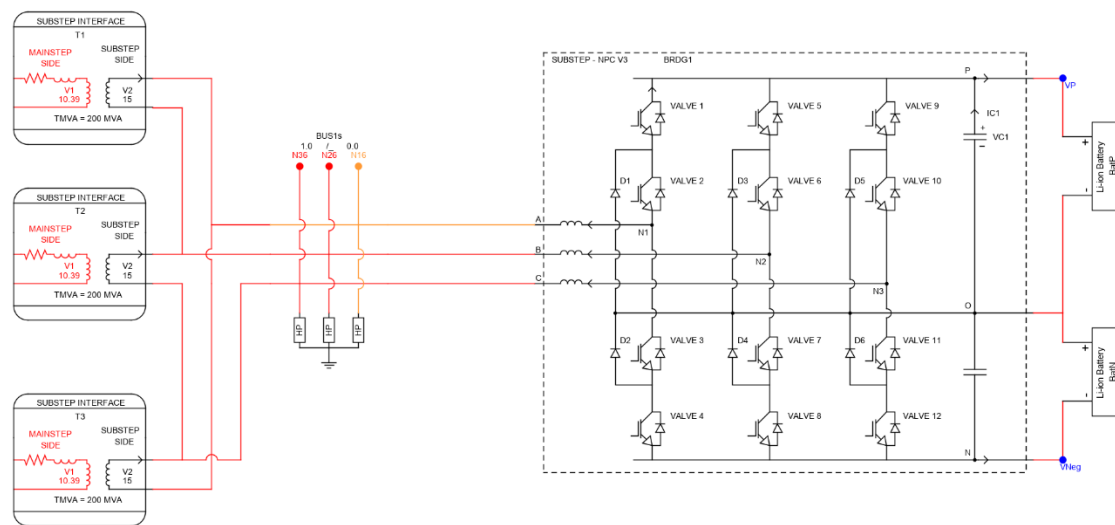 SUBSTEP INTERFACE
T1
MAINSTEP
SIDE
SUBSTEP
SIDE
V1
10.39
V2
15
TMVA = 200 MVA
SUBSTEP INTERFACE
T2
MAINSTEP
SIDE
SUBSTEP
SIDE
V1
10.39
V2
15
TMVA = 200 MVA
SUBSTEP INTERFACE
T3
MAINSTEP
SIDE
SUBSTEP
SIDE
V1
10.39
V2
15
TMVA = 200 MVA
BUS1s
1.0 /_ 0.0
N36 N26 N16
HP HP HP
SUBSTEP - NPC V3 BRDG1
P
VALVE 1 VALVE 5 VALVE 9
IC1
+
VC1
−
D1 VALVE 2 D3 VALVE 6 D5 VALVE 10
A
N1
B
N2
C
N3
O
D2 VALVE 3 D4 VALVE 7 D6 VALVE 11
VALVE 4 VALVE 8 VALVE 12
N
VP
+
Li-ion Battery
BatP
-
+
Li-ion Battery
BatN
-
VNeg